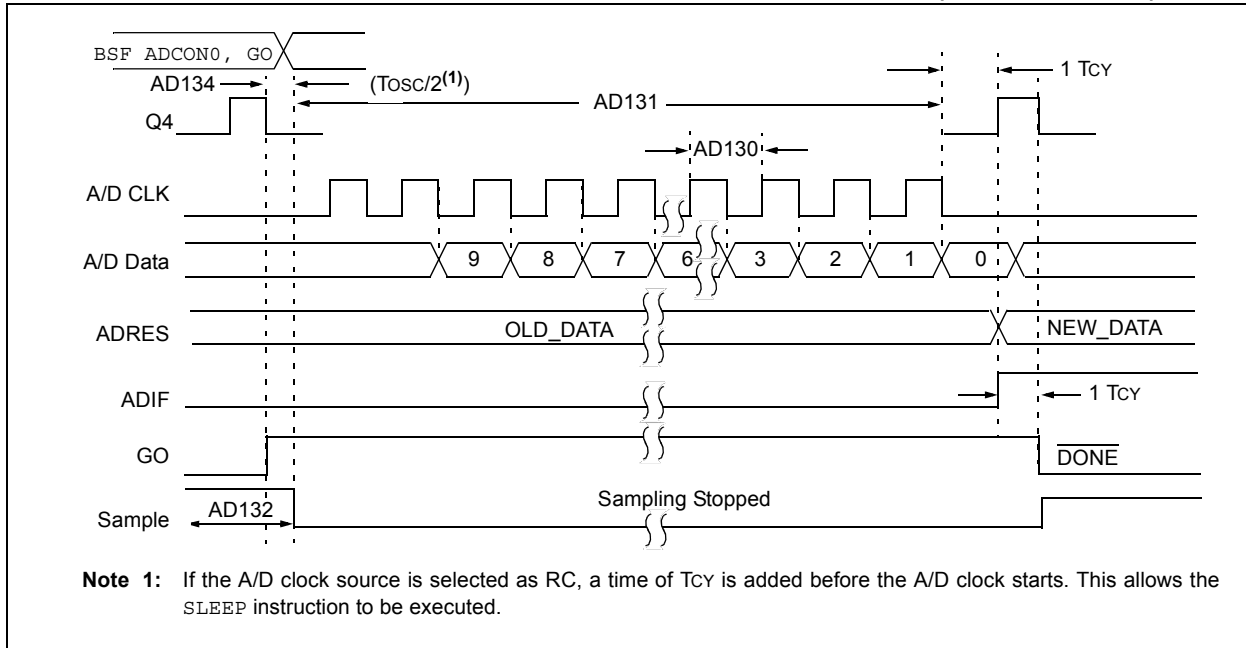 BSF ADCON0, GO
AD134
(TOSC/2(1))
1 TCY
AD131
Q4
AD130
A/D CLK
A/D Data
9 8 7 6 3 2 1 0
ADRES
OLD_DATA
NEW_DATA
ADIF
1 TCY
GO
DONE
Sampling Stopped
AD132
Sample
Note 1: If the A/D clock source is selected as RC, a time of TCY is added before the A/D clock starts. This allows the
SLEEP instruction to be executed.